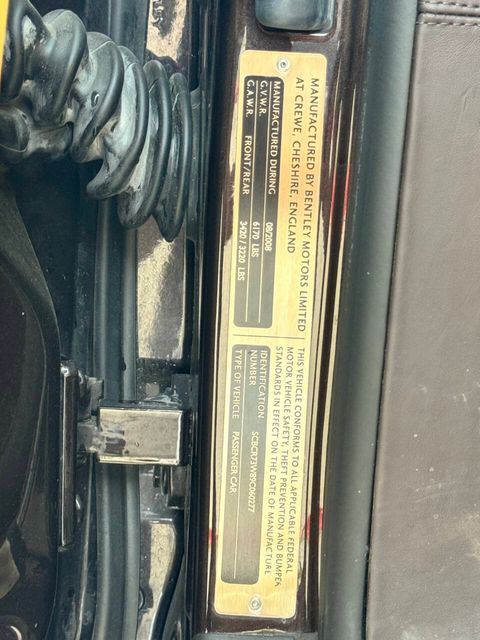 MANUFACTURED BY BENTLEY MOTORS LIMITED
AT CREWE, CHESHIRE, ENGLAND
MANUFACTURED DURING 08/2008
G.V.W.R. 6170 LBS
G.A.W.R. FRONT/REAR 3420 / 3220 LBS
THIS VEHICLE CONFORMS TO ALL APPLICABLE FEDERAL
MOTOR VEHICLE SAFETY, THEFT PREVENTION AND BUMPER
STANDARDS IN EFFECT ON THE DATE OF MANUFACTURE
IDENTIFICATION
NUMBER SCBCR73W89C060277
TYPE OF VEHICLE PASSENGER CAR